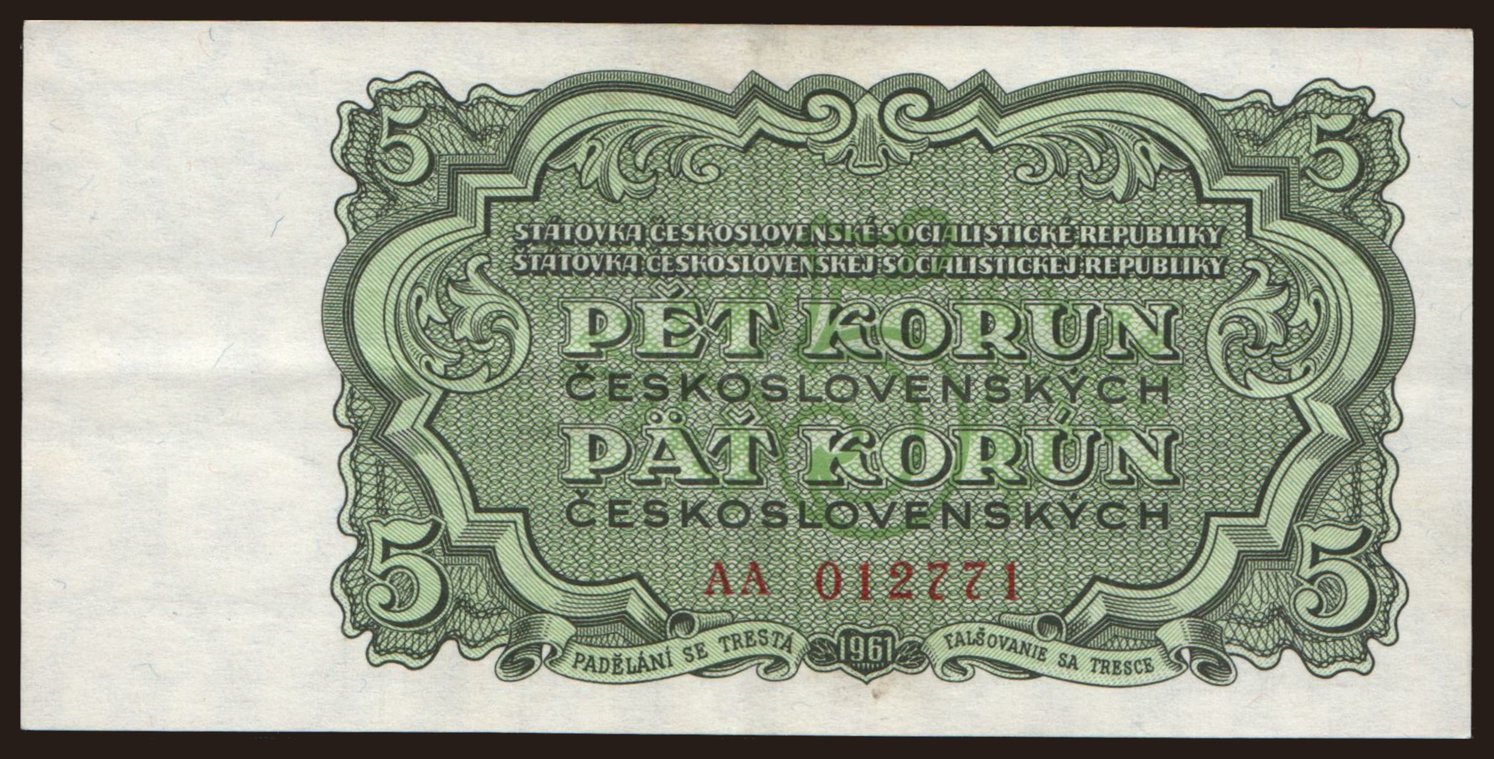 5 5
STÁTOVKA ČESKOSLOVENSKÉ SOCIALISTICKÉ REPUBLIKY
STÁTOVKA ČESKOSLOVENSKEJ SOCIALISTICKEJ REPUBLIKY
PĚT KORUN
ČESKOSLOVENSKÝCH
PÄŤ KORÚN
ČESKOSLOVENSKÝCH
5 5
AA 012771
PADĚLÁNÍ SE TRESTÁ 1961 FALŠOVANIE SA TRESCE